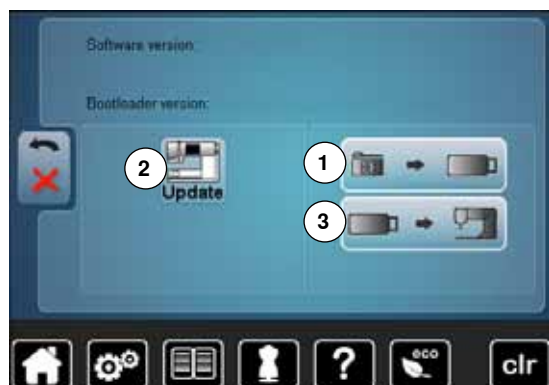 Software version:
Bootloader version:
2
Update
1
3
?
eco
clr